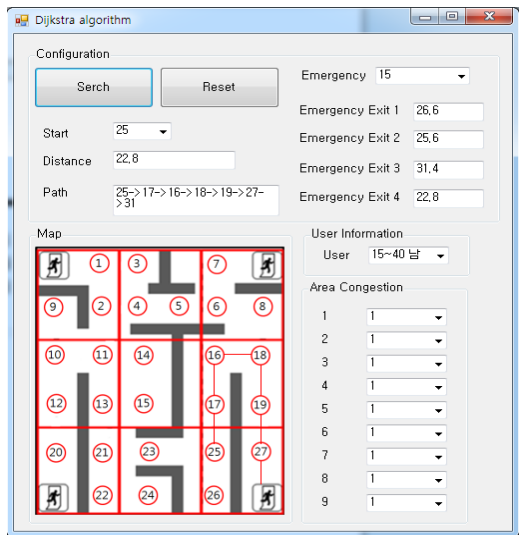 Dijkstra algorithm
Configuration
Serch
Reset
Start 25
Distance 22,8
Path 25->17->16->18->19->27-
>31
Emergency 15
Emergency Exit 1 26,6
Emergency Exit 2 25,6
Emergency Exit 3 31,4
Emergency Exit 4 22,8
Map
1 3 7
9 2 4 5 6 8
10 11 14 16 18
12 13 15 17 19
20 21 23 25 27
22 24 26
User Information
User 15~40 남
Area Congestion
1 1
2 1
3 1
4 1
5 1
6 1
7 1
8 1
9 1